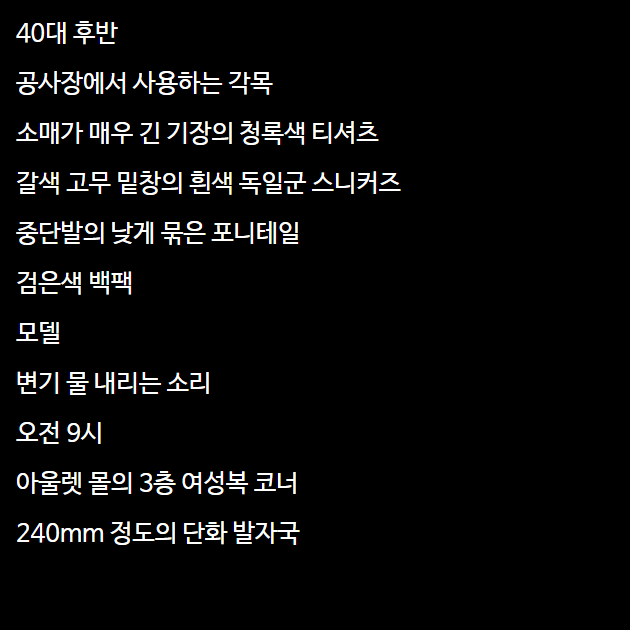 40대 후반
공사장에서 사용하는 각목
소매가 매우 긴 기장의 청록색 티셔츠
갈색 고무 밑창의 흰색 독일군 스니커즈
중단발의 낮게 묶은 포니테일
검은색 백팩
모델
변기 물 내리는 소리
오전 9시
아울렛 몰의 3층 여성복 코너
240mm 정도의 단화 발자국